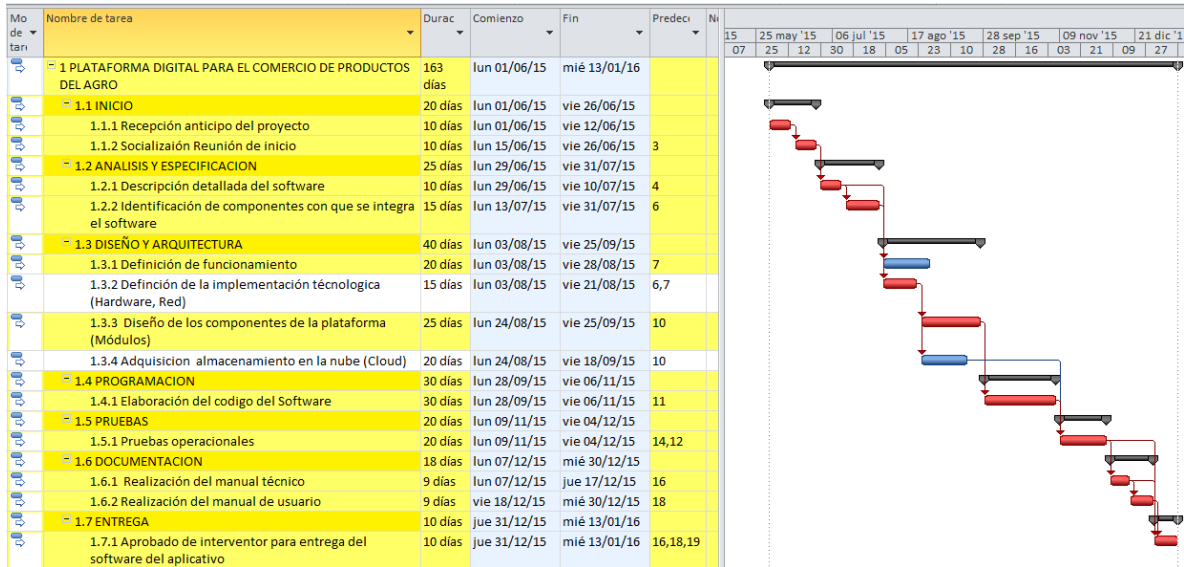 Mo de tare
Nombre de tarea
Durac
Comienzo
Fin
Predece
15 25 may '15 06 jul '15 17 ago '15 28 sep '15 09 nov '15 21 dic '1
07 25 12 30 18 05 23 10 28 16 03 21 09 27
1 PLATAFORMA DIGITAL PARA EL COMERCIO DE PRODUCTOS DEL AGRO 163 días lun 01/06/15 mié 13/01/16
1.1 INICIO 20 días lun 01/06/15 vie 26/06/15
1.1.1 Recepción anticipo del proyecto 10 días lun 01/06/15 vie 12/06/15
1.1.2 Socializaión Reunión de inicio 10 días lun 15/06/15 vie 26/06/15 3
1.2 ANALISIS Y ESPECIFICACION 25 días lun 29/06/15 vie 31/07/15
1.2.1 Descripción detallada del software 10 días lun 29/06/15 vie 10/07/15 4
1.2.2 Identificación de componentes con que se integra el software 15 días lun 13/07/15 vie 31/07/15 6
1.3 DISEÑO Y ARQUITECTURA 40 días lun 03/08/15 vie 25/09/15
1.3.1 Definición de funcionamiento 20 días lun 03/08/15 vie 28/08/15 7
1.3.2 Definción de la implementación técnologica (Hardware, Red) 15 días lun 03/08/15 vie 21/08/15 6,7
1.3.3 Diseño de los componentes de la plataforma (Módulos) 25 días lun 24/08/15 vie 25/09/15 10
1.3.4 Adquisicion almacenamiento en la nube (Cloud) 20 días lun 24/08/15 vie 18/09/15 10
1.4 PROGRAMACION 30 días lun 28/09/15 vie 06/11/15
1.4.1 Elaboración del codigo del Software 30 días lun 28/09/15 vie 06/11/15 11
1.5 PRUEBAS 20 días lun 09/11/15 vie 04/12/15
1.5.1 Pruebas operacionales 20 días lun 09/11/15 vie 04/12/15 14,12
1.6 DOCUMENTACION 18 días lun 07/12/15 mié 30/12/15
1.6.1 Realización del manual técnico 9 días lun 07/12/15 jue 17/12/15 16
1.6.2 Realización del manual de usuario 9 días vie 18/12/15 mié 30/12/15 18
1.7 ENTREGA 10 días jue 31/12/15 mié 13/01/16
1.7.1 Aprobado de interventor para entrega del software del aplicativo 10 días jue 31/12/15 mié 13/01/16 16,18,19